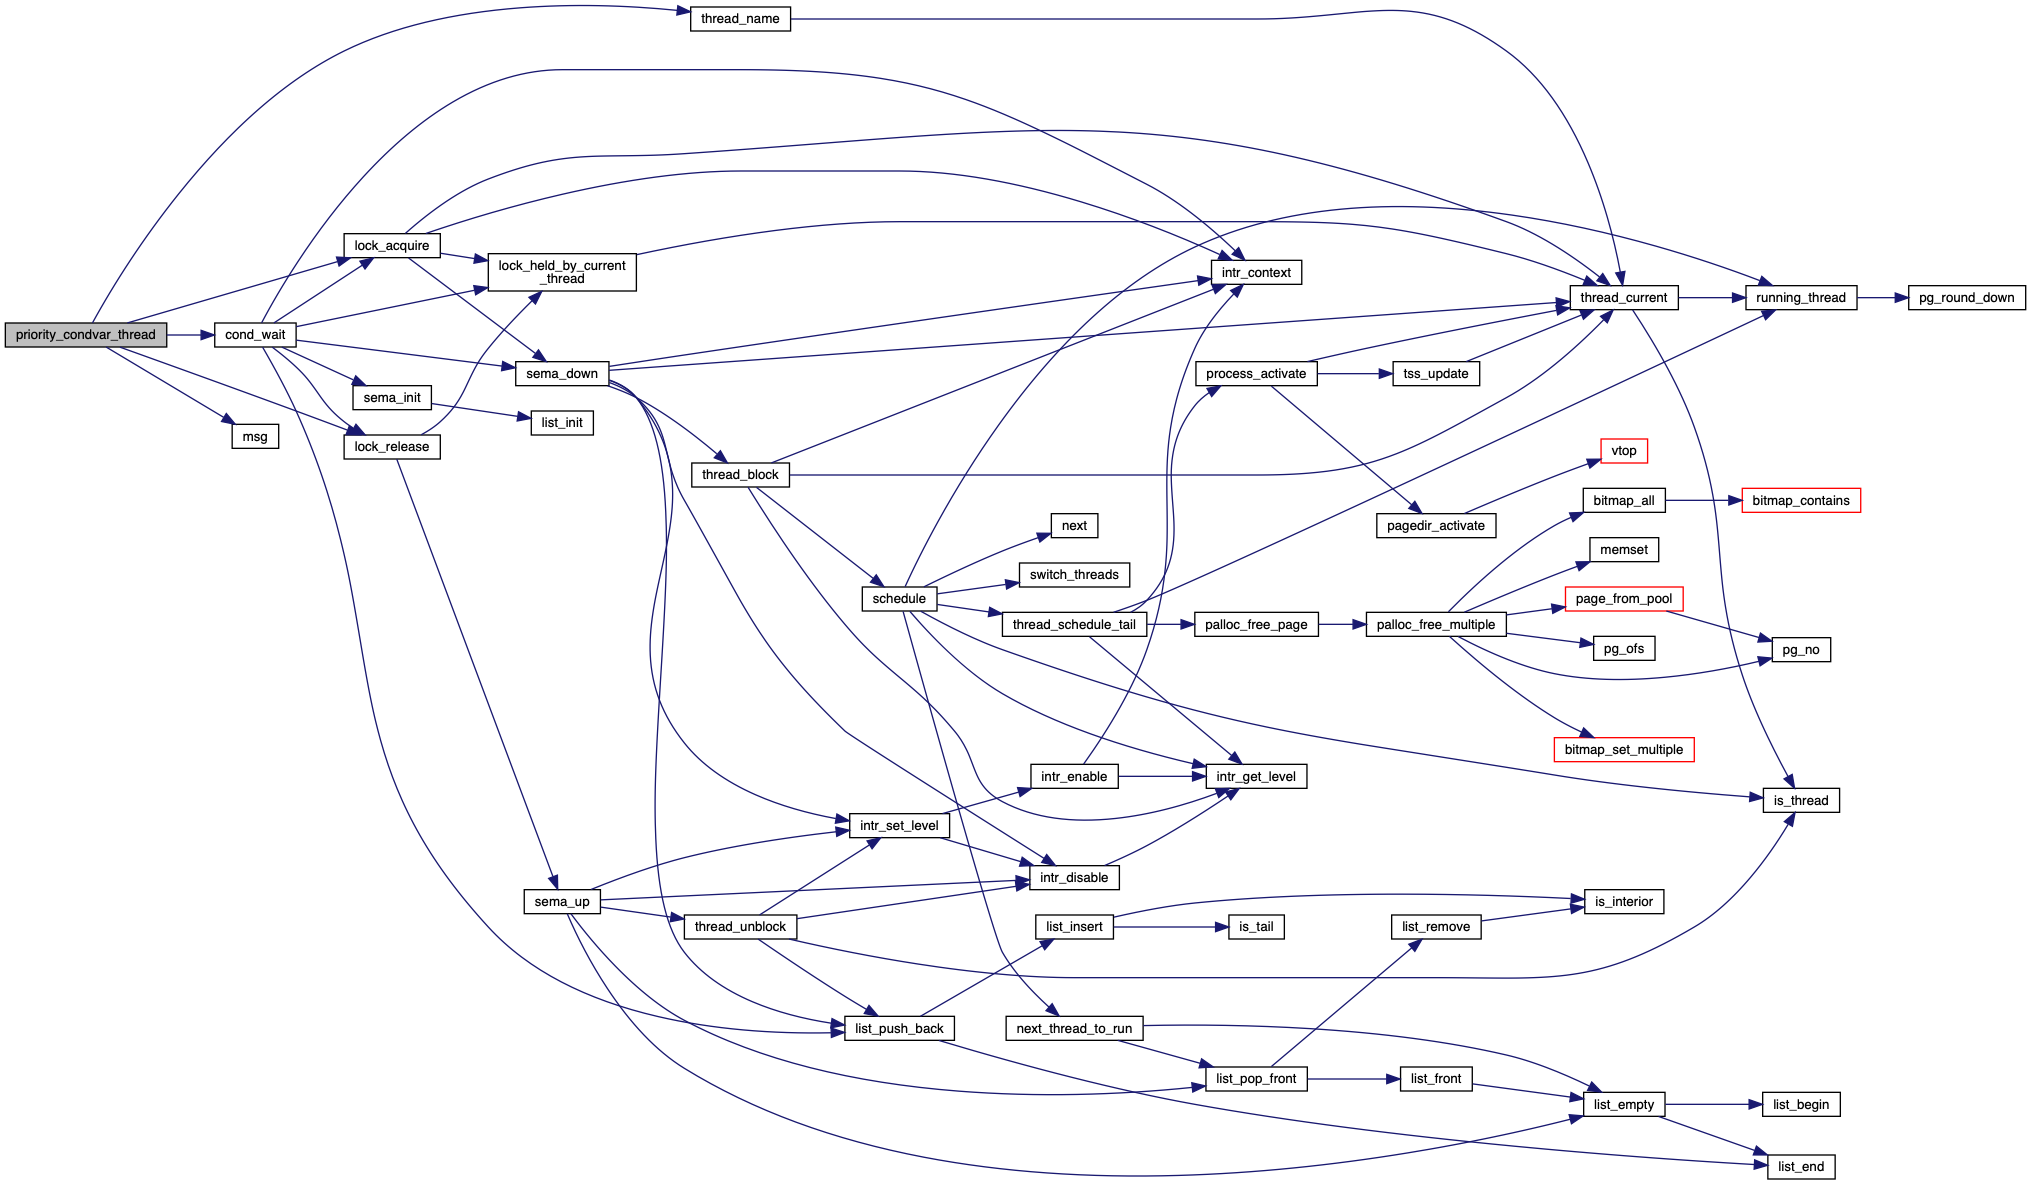 thread_name
lock_acquire
lock_held_by_current
_thread
intr_context
thread_current
running_thread
pg_round_down
priority_condvar_thread
cond_wait
sema_down
process_activate
tss_update
sema_init
list_init
msg
lock_release
thread_block
vtop
bitmap_all
bitmap_contains
next
pagedir_activate
memset
switch_threads
schedule
page_from_pool
thread_schedule_tail
palloc_free_page
palloc_free_multiple
pg_ofs
pg_no
bitmap_set_multiple
intr_enable
intr_get_level
is_thread
intr_set_level
intr_disable
sema_up
is_interior
thread_unblock
list_insert
is_tail
list_remove
list_push_back
next_thread_to_run
list_pop_front
list_front
list_empty
list_begin
list_end